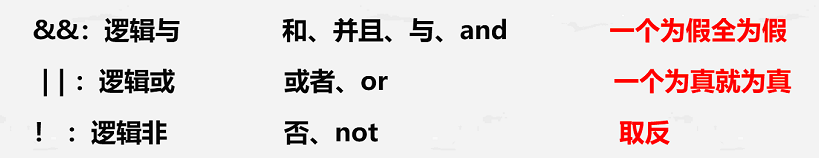 &&：逻辑与 和、并且、与、and 一个为假全为假
||：逻辑或 或者、or 一个为真就为真
！：逻辑非 否、not 取反